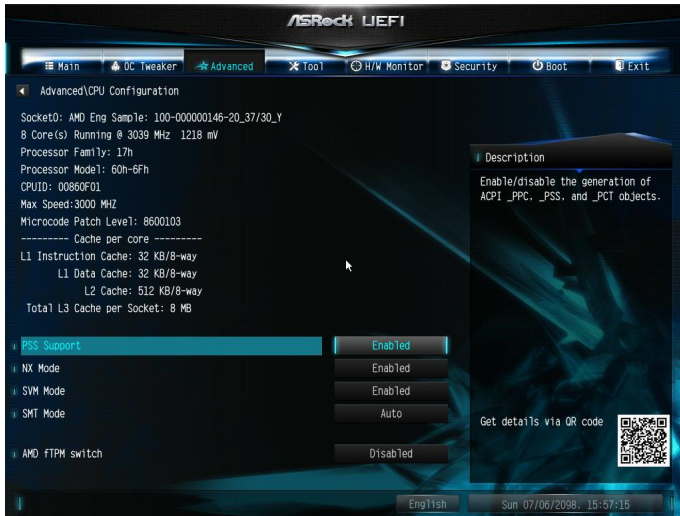 ASRock UEFI
Main
OC Tweaker
Advanced
Tool
H/W Monitor
Security
Boot
Exit
Advanced\CPU Configuration
Socket0: AMD Eng Sample: 100-000000146-20_37/30_Y
8 Core(s) Running @ 3039 MHz 1218 mV
Processor Family: 17h
Processor Model: 60h-6Fh
CPUID: 00860F01
Max Speed:3000 MHZ
Microcode Patch Level: 8600103
--------- Cache per core ---------
L1 Instruction Cache: 32 KB/8-way
L1 Data Cache: 32 KB/8-way
L2 Cache: 512 KB/8-way
Total L3 Cache per Socket: 8 MB
PSS Support Enabled
NX Mode Enabled
SVM Mode Enabled
SMT Mode Auto
AMD fTPM switch Disabled
Description
Enable/disable the generation of
ACPI _PPC. _PSS. and _PCT objects.
Get details via QR code
English
Sun 07/06/2098. 15:57:15